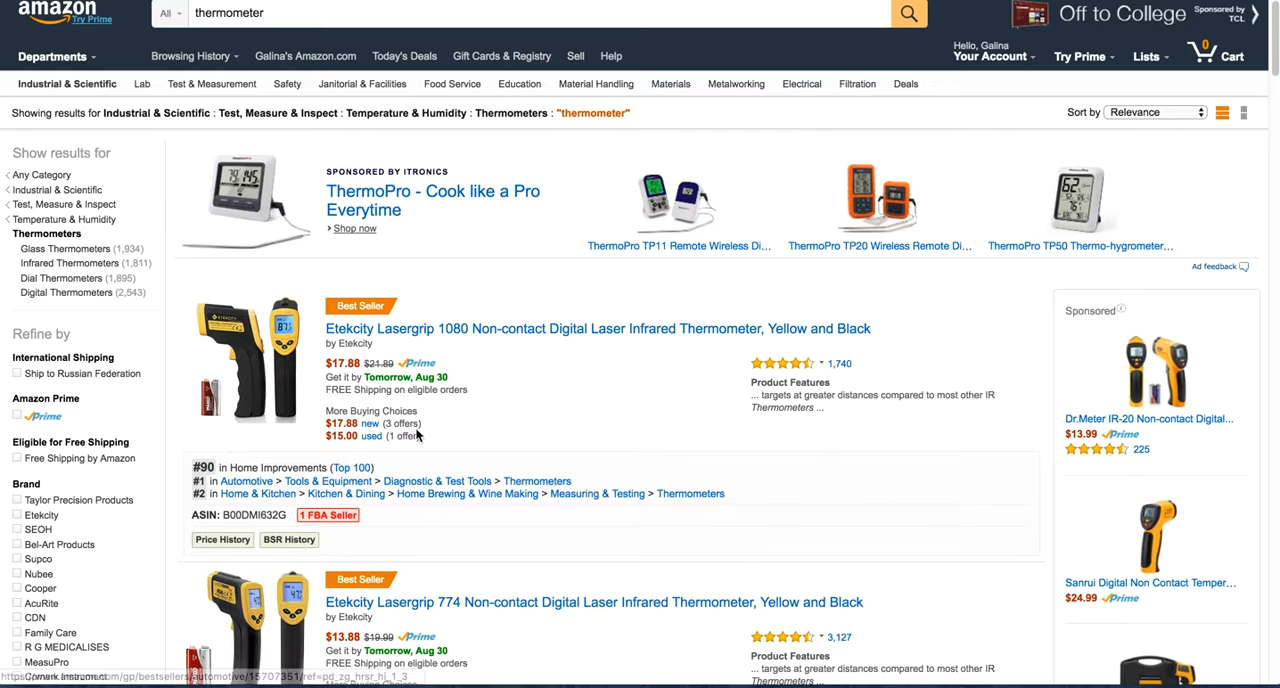 amazon
Try Prime
All
thermometer
Off to College
Sponsored by
TCL
Departments
Browsing History
Galina's Amazon.com
Today's Deals
Gift Cards & Registry
Sell
Help
Hello, Galina
Your Account
Try Prime
Lists
0
Cart
Industrial & Scientific
Lab
Test & Measurement
Safety
Janitorial & Facilities
Food Service
Education
Material Handling
Materials
Metalworking
Electrical
Filtration
Deals
Showing results for Industrial & Scientific : Test, Measure & Inspect : Temperature & Humidity : Thermometers : "thermometer"
Sort by
Relevance
Show results for
Any Category
Industrial & Scientific
Test, Measure & Inspect
Temperature & Humidity
Thermometers
Glass Thermometers (1,934)
Infrared Thermometers (1,811)
Dial Thermometers (1,895)
Digital Thermometers (2,543)
Refine by
International Shipping
Ship to Russian Federation
Amazon Prime
Prime
Eligible for Free Shipping
Free Shipping by Amazon
Brand
Taylor Precision Products
Etekcity
SEOH
Bel-Art Products
Supco
Nubee
Cooper
AcuRite
CDN
Family Care
R G MEDICALISES
MeasuPro
SPONSORED BY ITRONICS
ThermoPro - Cook like a Pro
Everytime
Shop now
ThermoPro TP11 Remote Wireless Di...
ThermoPro TP20 Wireless Remote Di...
ThermoPro TP50 Thermo-hygrometer...
Ad feedback
Best Seller
Etekcity Lasergrip 1080 Non-contact Digital Laser Infrared Thermometer, Yellow and Black
by Etekcity
$17.88 $21.89 Prime
Get it by Tomorrow, Aug 30
FREE Shipping on eligible orders
More Buying Choices
$17.88 new (3 offers)
$15.00 used (1 offer)
1,740
Product Features
... targets at greater distances compared to most other IR
Thermometers ...
#90 in Home Improvements (Top 100)
#1 in Automotive > Tools & Equipment > Diagnostic & Test Tools > Thermometers
#2 in Home & Kitchen > Kitchen & Dining > Home Brewing & Wine Making > Measuring & Testing > Thermometers
ASIN: B00DMI632G
1 FBA Seller
Price History
BSR History
Best Seller
Etekcity Lasergrip 774 Non-contact Digital Laser Infrared Thermometer, Yellow and Black
by Etekcity
$13.88 $19.99 Prime
Get it by Tomorrow, Aug 30
FREE Shipping on eligible orders
More Buying Choices
3,127
Product Features
... targets at greater distances compared to most other IR
Thermometers ...
Sponsored
Dr.Meter IR-20 Non-contact Digital...
$13.99 Prime
225
Sanrui Digital Non Contact Temper...
$24.99 Prime